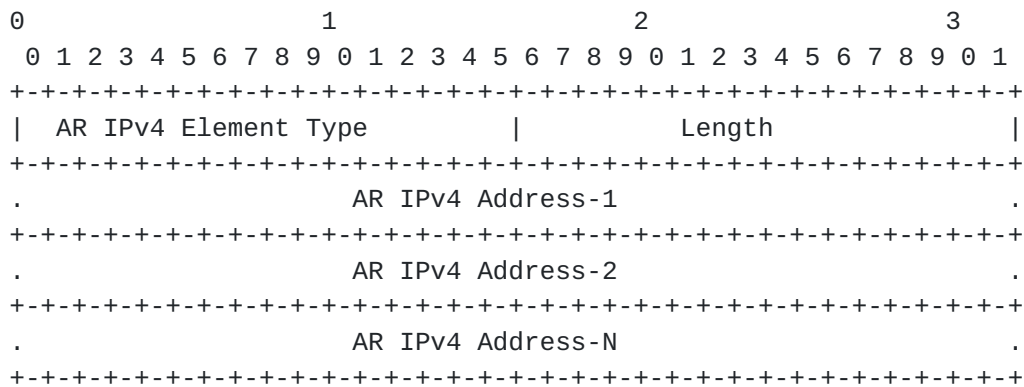 0                   1                   2                   3
 0 1 2 3 4 5 6 7 8 9 0 1 2 3 4 5 6 7 8 9 0 1 2 3 4 5 6 7 8 9 0 1
+-+-+-+-+-+-+-+-+-+-+-+-+-+-+-+-+-+-+-+-+-+-+-+-+-+-+-+-+-+-+-+-+
|  AR IPv4 Element Type         |          Length               |
+-+-+-+-+-+-+-+-+-+-+-+-+-+-+-+-+-+-+-+-+-+-+-+-+-+-+-+-+-+-+-+-+
.                     AR IPv4 Address-1                         .
+-+-+-+-+-+-+-+-+-+-+-+-+-+-+-+-+-+-+-+-+-+-+-+-+-+-+-+-+-+-+-+-+
.                     AR IPv4 Address-2                         .
+-+-+-+-+-+-+-+-+-+-+-+-+-+-+-+-+-+-+-+-+-+-+-+-+-+-+-+-+-+-+-+-+
.                     AR IPv4 Address-N                         .
+-+-+-+-+-+-+-+-+-+-+-+-+-+-+-+-+-+-+-+-+-+-+-+-+-+-+-+-+-+-+-+-+